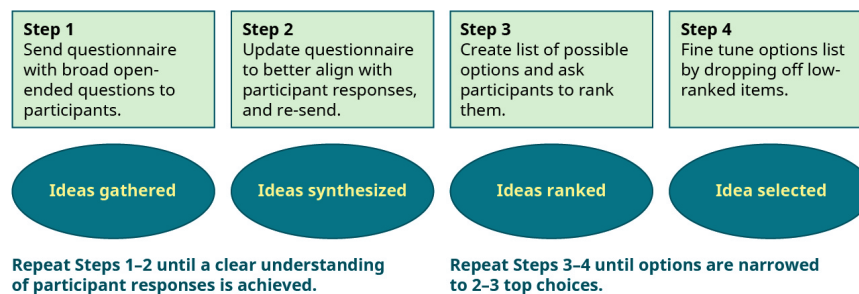 Step 1
Send questionnaire
with broad open-
ended questions to
participants.
Step 2
Update questionnaire
to better align with
participant responses,
and re-send.
Step 3
Create list of possible
options and ask
participants to rank
them.
Step 4
Fine tune options list
by dropping off low-
ranked items.
Ideas gathered
Ideas synthesized
Ideas ranked
Idea selected
Repeat Steps 1–2 until a clear understanding
of participant responses is achieved.
Repeat Steps 3–4 until options are narrowed
to 2–3 top choices.